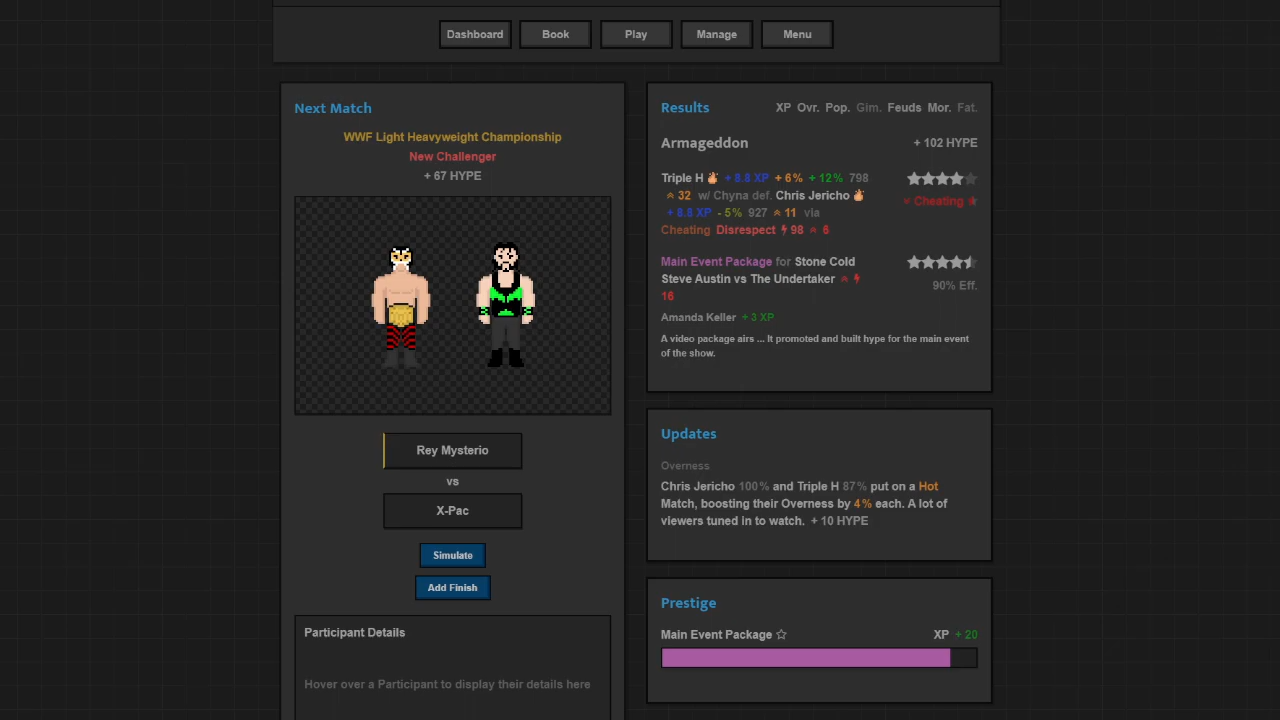 Dashboard
Book
Play
Manage
Menu
Next Match
WWF Light Heavyweight Championship
New Challenger
+ 67 HYPE
Rey Mysterio
vs
X-Pac
Simulate
Add Finish
Participant Details
Hover over a Participant to display their details here
Results
XP Ovr. Pop. Gim. Feuds Mor. Fat.
Armageddon
+ 102 HYPE
Triple H + 8.8 XP + 6% + 12% 798
32 w/ Chyna def. Chris Jericho
+ 8.8 XP - 5% 927 11 via
Cheating Disrespect 98 6
Cheating
Main Event Package for Stone Cold
Steve Austin vs The Undertaker
16
90% Eff.
Amanda Keller + 3 XP
A video package airs ... It promoted and built hype for the main event
of the show.
Updates
Overness
Chris Jericho 100% and Triple H 87% put on a Hot
Match, boosting their Overness by 4% each. A lot of
viewers tuned in to watch. + 10 HYPE
Prestige
Main Event Package
XP + 20